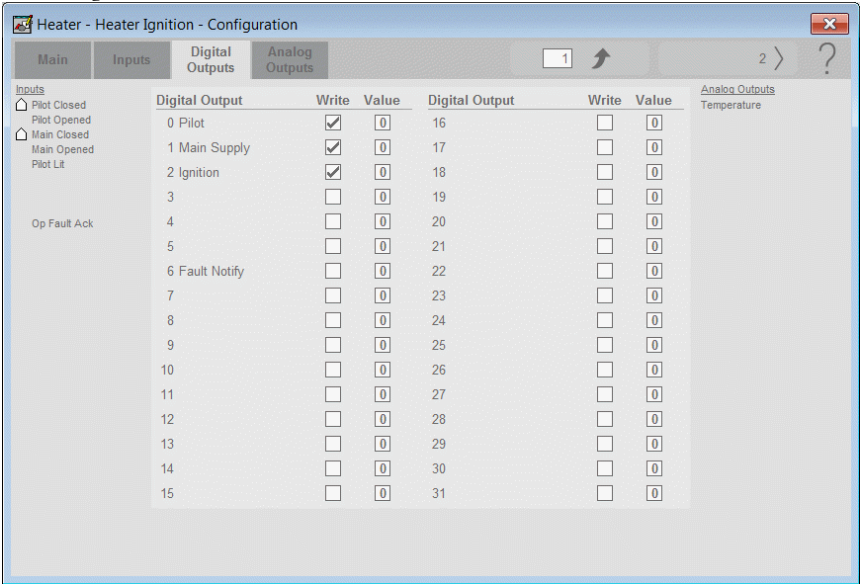 Heater - Heater Ignition - Configuration
Main Inputs Digital Outputs Analog Outputs 1 2 ?
Inputs
Pilot Closed
Pilot Opened
Main Closed
Main Opened
Pilot Lit
Op Fault Ack
Digital Output Write Value Digital Output Write Value
0 Pilot 0 16 0
1 Main Supply 0 17 0
2 Ignition 0 18 0
3 0 19 0
4 0 20 0
5 0 21 0
6 Fault Notify 0 22 0
7 0 23 0
8 0 24 0
9 0 25 0
10 0 26 0
11 0 27 0
12 0 28 0
13 0 29 0
14 0 30 0
15 0 31 0
Analog Outputs
Temperature